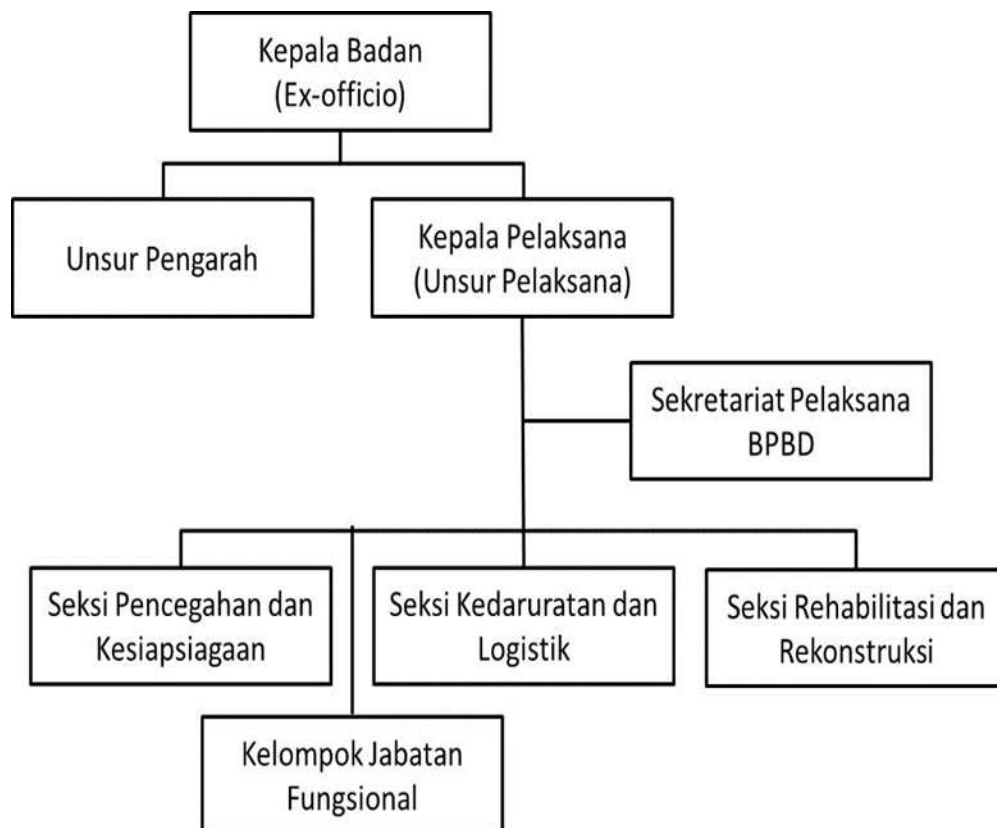 Kepala Badan
(Ex-officio)
Unsur Pengarah
Kepala Pelaksana
(Unsur Pelaksana)
Sekretariat Pelaksana
BPBD
Seksi Pencegahan dan
Kesiapsiagaan
Seksi Kedaruratan dan
Logistik
Seksi Rehabilitasi dan
Rekonstruksi
Kelompok Jabatan
Fungsional